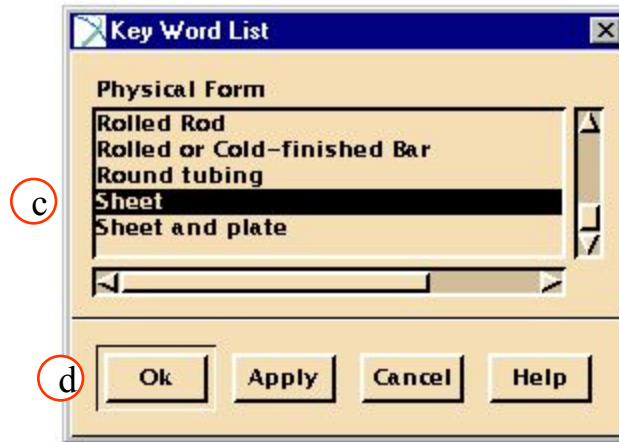 Key Word List
Physical Form
Rolled Rod
Rolled or Cold-finished Bar
Round tubing
c Sheet
Sheet and plate
d Ok Apply Cancel Help